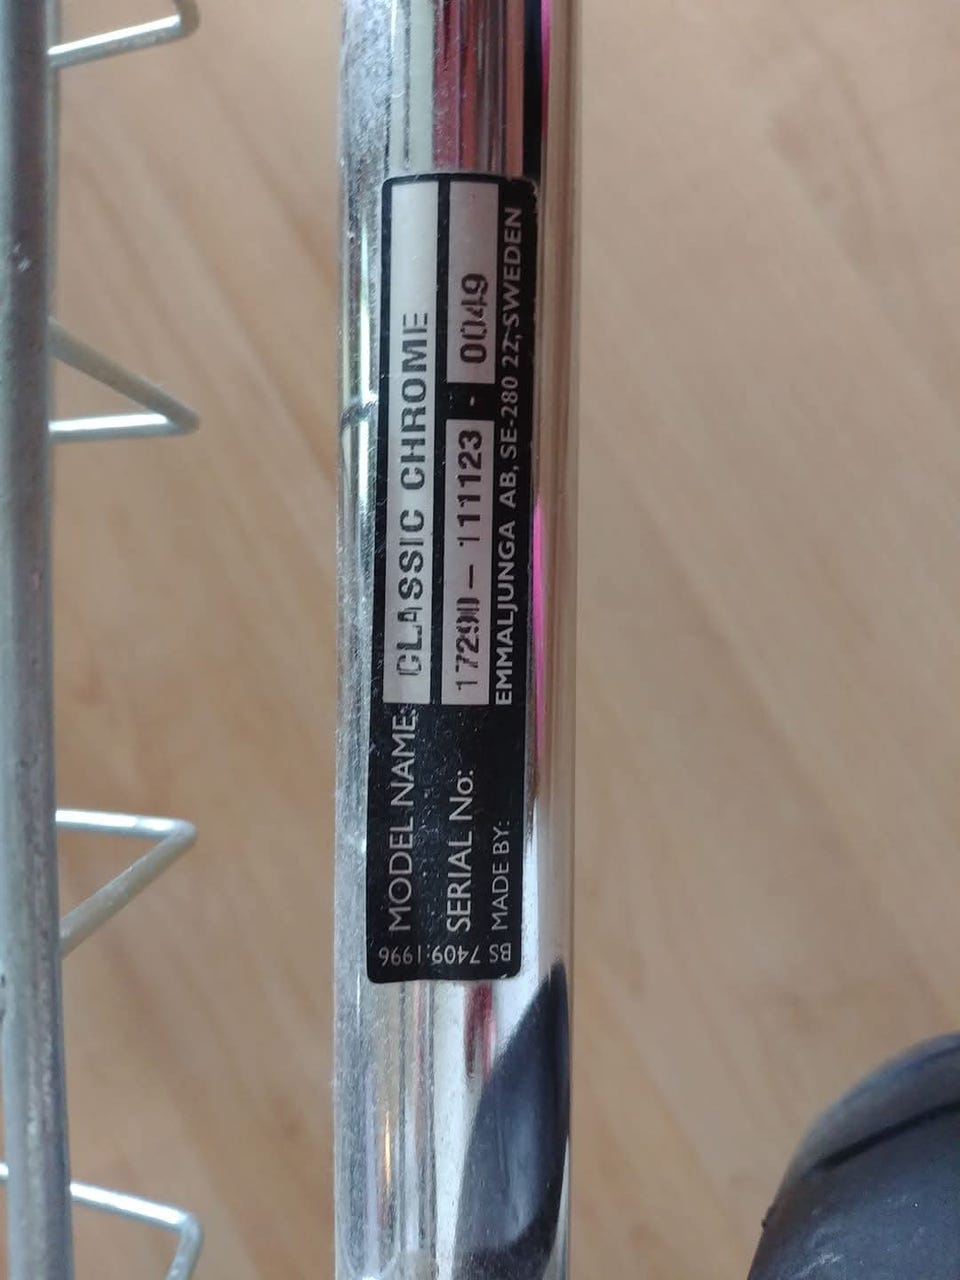 MODEL NAME: CLASSIC CHROME
SERIAL No: 17290 – 111123 - 0049
MADE BY: EMMALJUNGA AB, SE-280 22, SWEDEN
BS 7409:1996